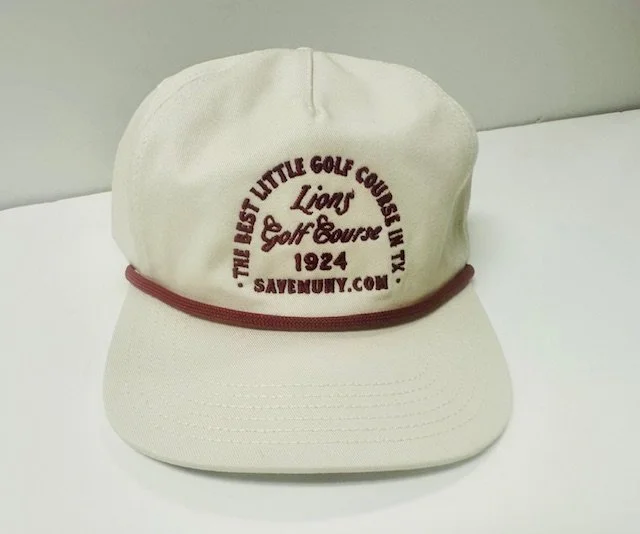 · THE BEST LITTLE GOLF COURSE IN TX ·
Lions
Golf Course
1924
SAVEMUNY.COM